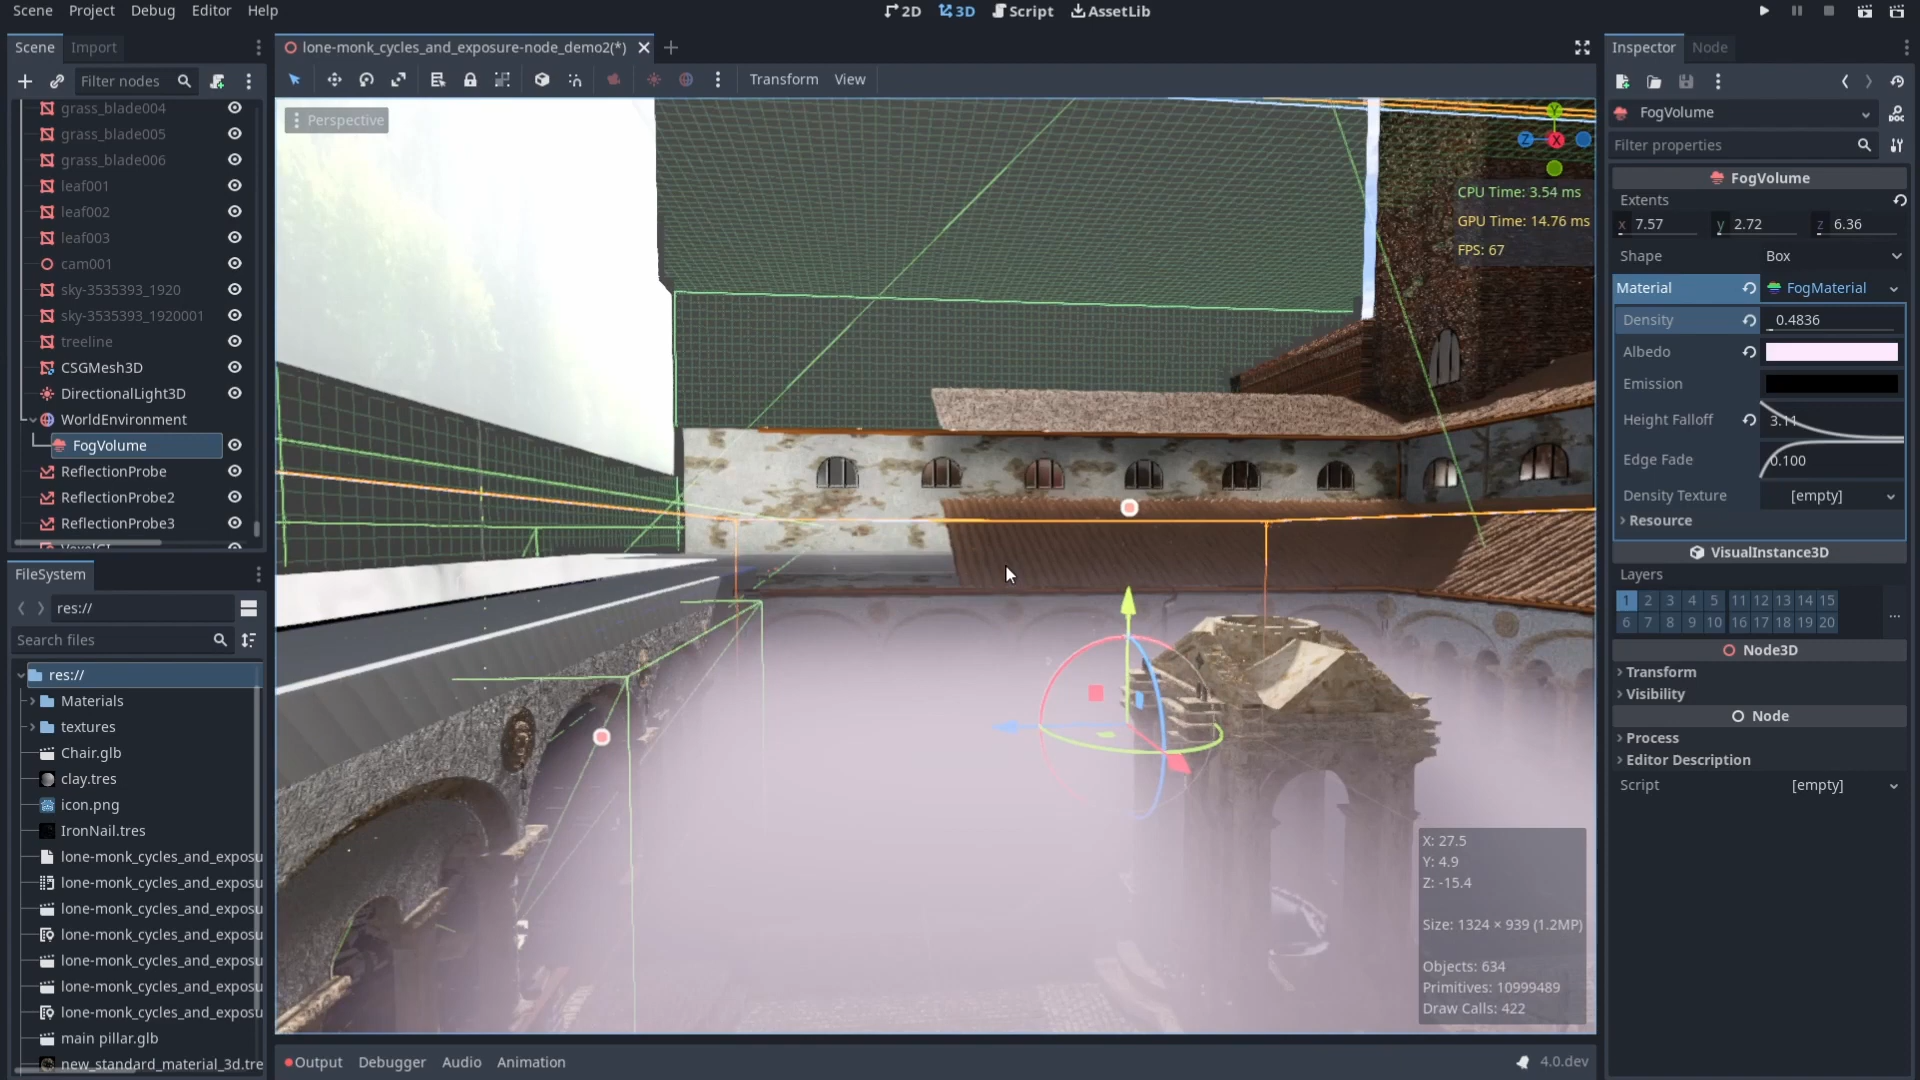 Scene Project Debug Editor Help
2D 3D Script AssetLib
Scene Import
Filter nodes
grass_blade004
grass_blade005
grass_blade006
leaf001
leaf002
leaf003
cam001
sky-3535393_1920
sky-3535393_1920001
treeline
CSGMesh3D
DirectionalLight3D
WorldEnvironment
FogVolume
ReflectionProbe
ReflectionProbe2
ReflectionProbe3
FileSystem
res://
Search files
res://
Materials
textures
Chair.glb
clay.tres
icon.png
IronNail.tres
lone-monk_cycles_and_exposu
lone-monk_cycles_and_exposu
lone-monk_cycles_and_exposu
lone-monk_cycles_and_exposu
lone-monk_cycles_and_exposu
lone-monk_cycles_and_exposu
lone-monk_cycles_and_exposu
main pillar.glb
new_standard_material_3d.tre
lone-monk_cycles_and_exposure-node_demo2(*)
Transform View
Perspective
Y
Z X
CPU Time: 3.54 ms
GPU Time: 14.76 ms
FPS: 67
X: 27.5
Y: 4.9
Z: -15.4
Size: 1324 × 939 (1.2MP)
Objects: 634
Primitives: 10999489
Draw Calls: 422
Output Debugger Audio Animation
4.0.dev
Inspector Node
FogVolume
DOC
Filter properties
FogVolume
Extents
x 7.57 y 2.72 z 6.36
Shape Box
Material FogMaterial
Density 0.4836
Albedo
Emission
Height Falloff 3.11
Edge Fade 0.100
Density Texture [empty]
Resource
VisualInstance3D
Layers
1 2 3 4 5 11 12 13 14 15
6 7 8 9 10 16 17 18 19 20
...
Node3D
Transform
Visibility
Node
Process
Editor Description
Script [empty]